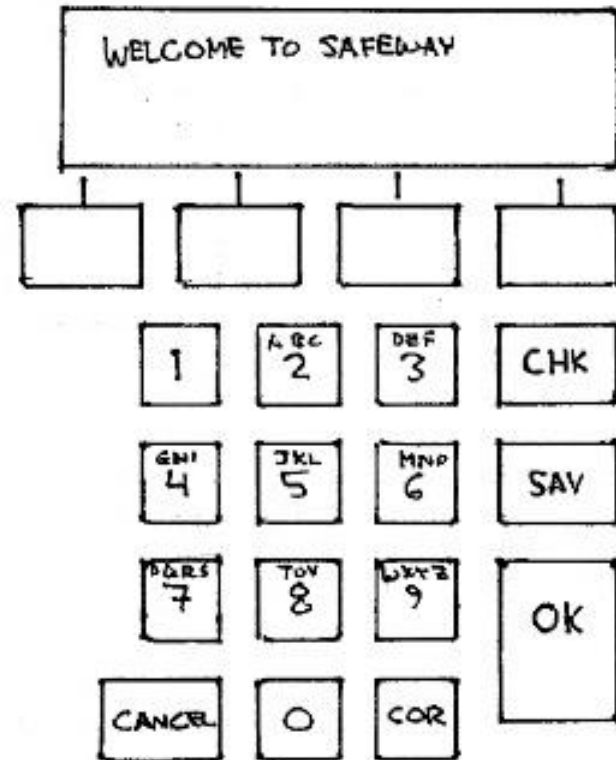 WELCOME TO SAFEWAY
1
ABC
2
DEF
3
CHK
GHI
4
JKL
5
MNO
6
SAV
PQRS
7
TUV
8
WXYZ
9
OK
CANCEL
0
COR